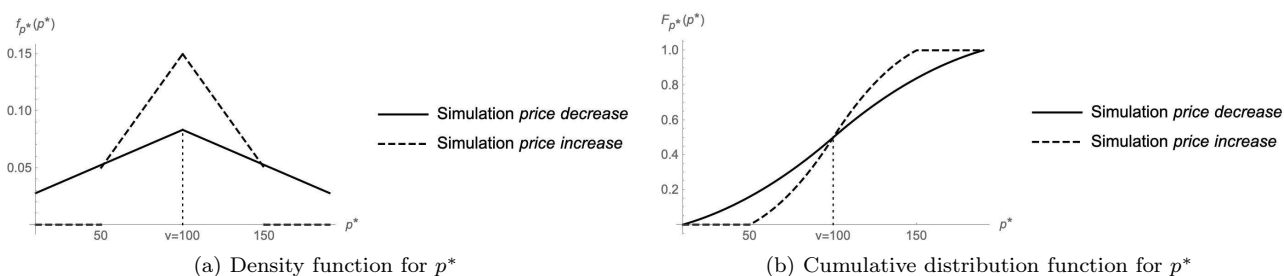 f_{p*}(p*)
0.15
0.10
0.05
50
v=100
150
p*
Simulation price decrease
Simulation price increase
(a) Density function for p*
F_{p*}(p*)
1.0
0.8
0.6
0.4
0.2
50
v=100
150
p*
Simulation price decrease
Simulation price increase
(b) Cumulative distribution function for p*